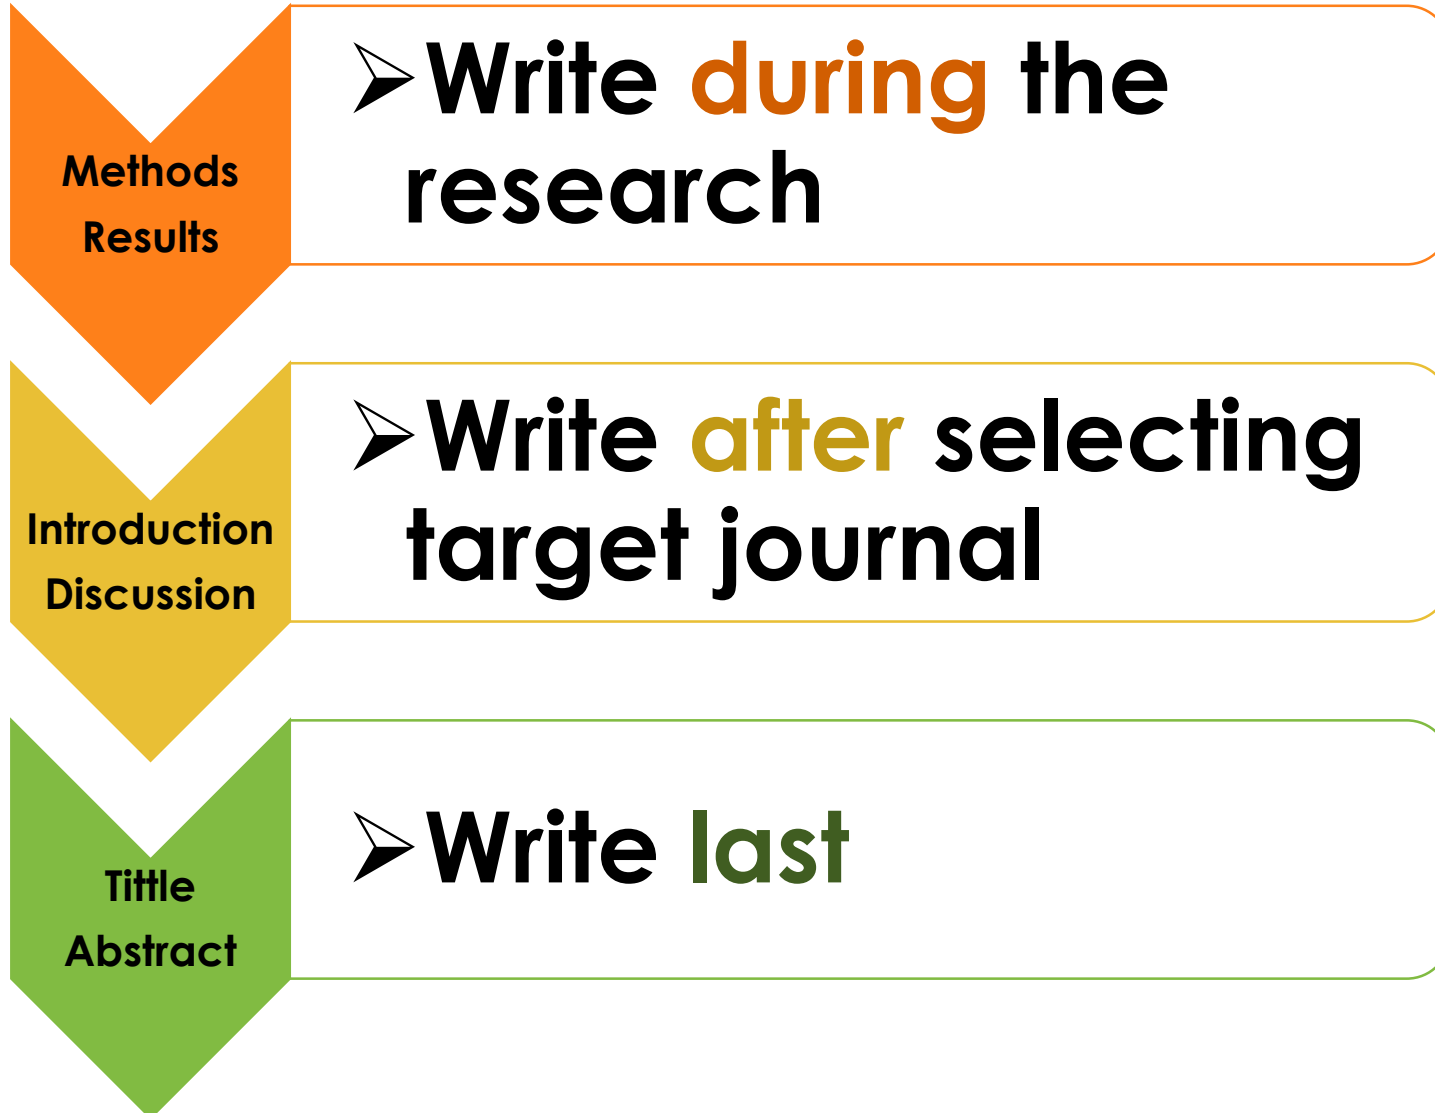 Methods
Results
➢Write during the
research
Introduction
Discussion
➢Write after selecting
target journal
Tittle
Abstract
➢Write last